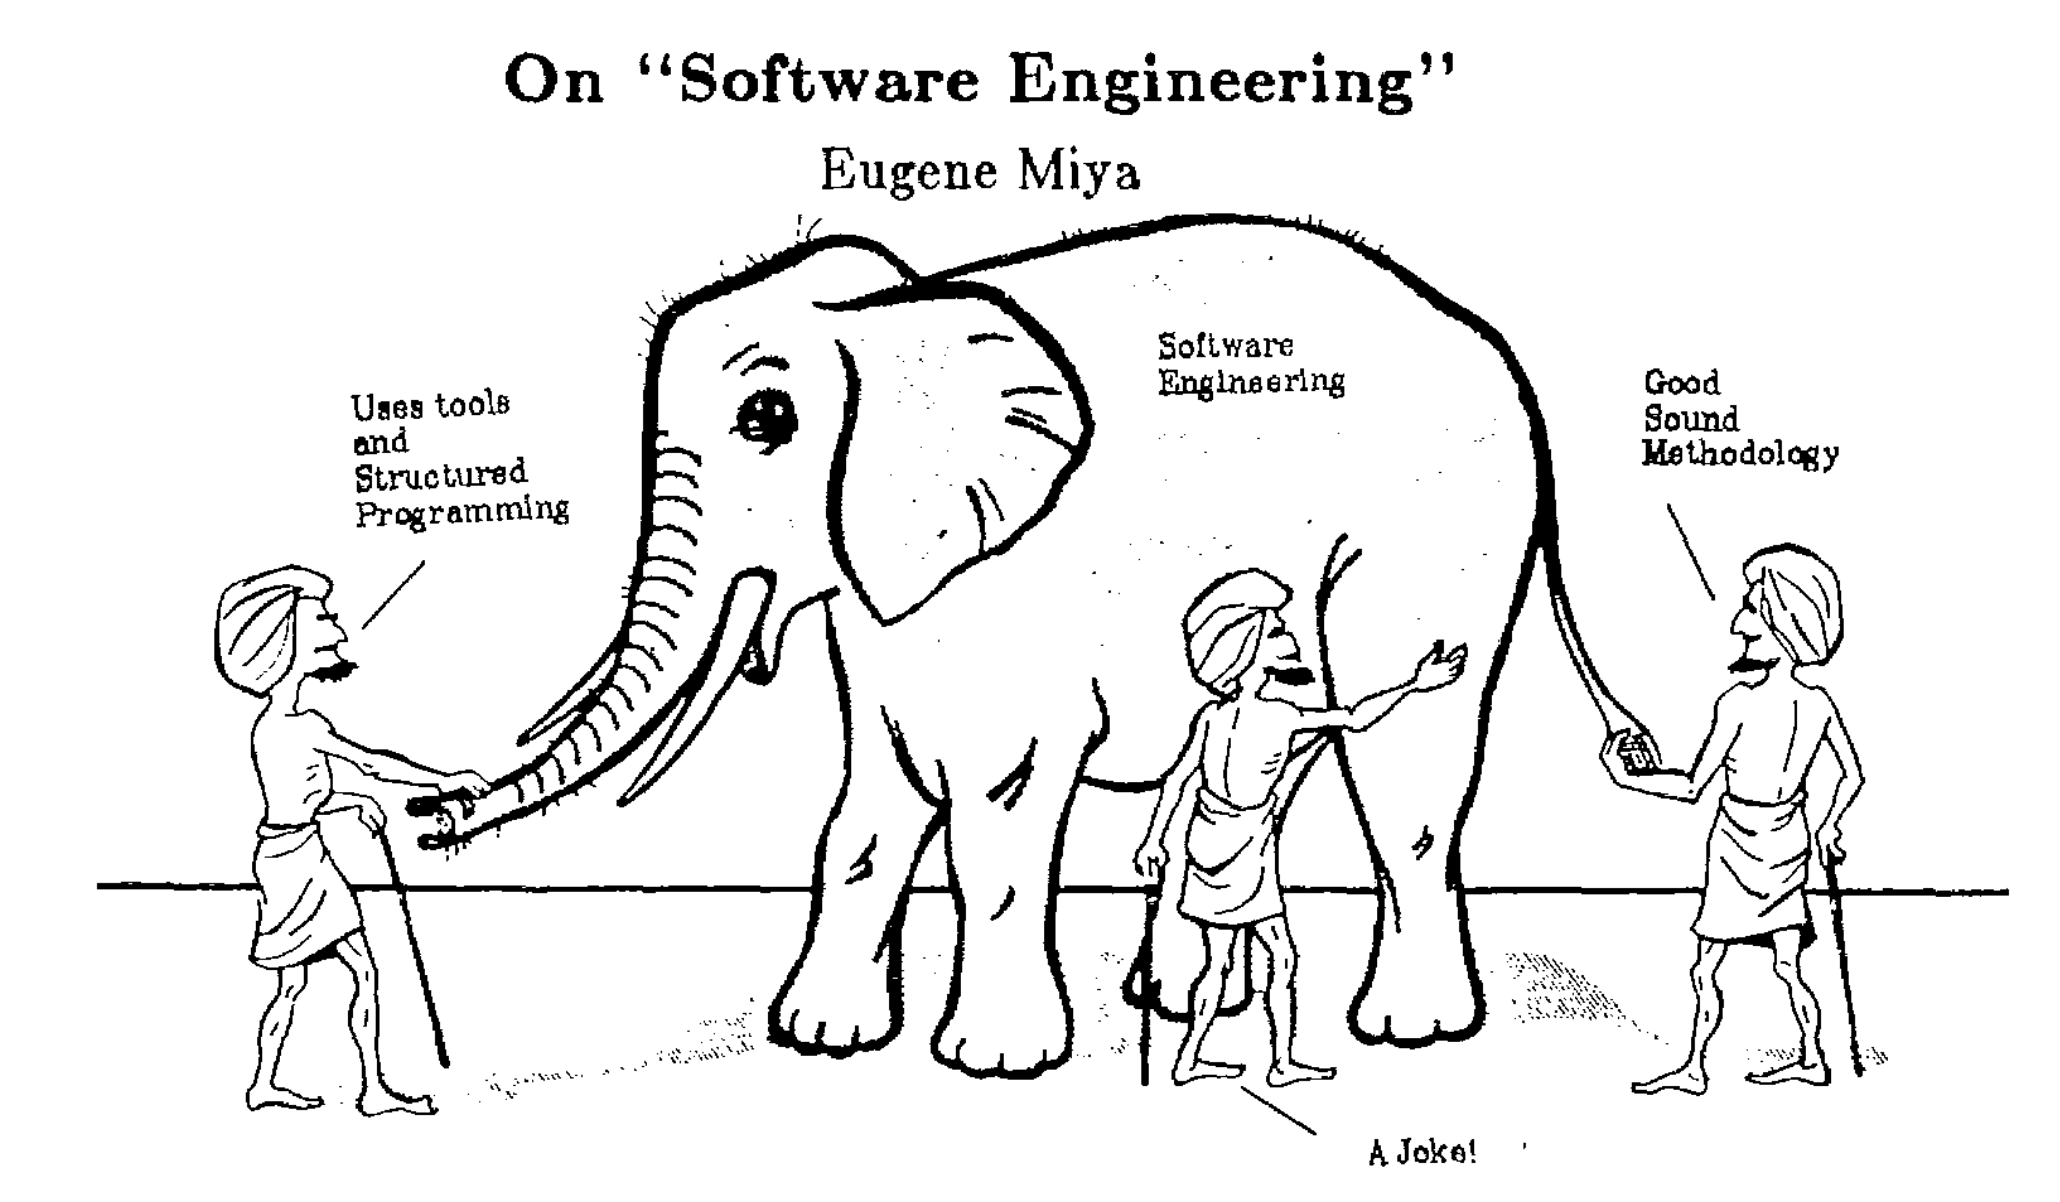 On “Software Engineering”
Eugene Miya
Uses tools
and
Structured
Programming
Software
Engineering
Good
Sound
Methodology
A Joke!